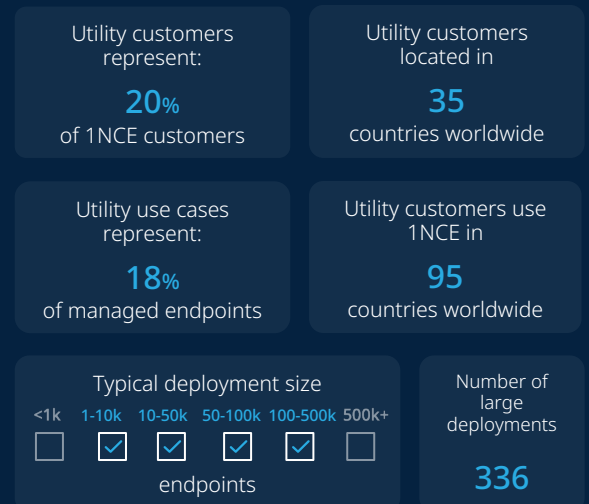 Utility customers
represent:
20%
of 1NCE customers
Utility customers
located in
35
countries worldwide
Utility use cases
represent:
18%
of managed endpoints
Utility customers use
1NCE in
95
countries worldwide
Typical deployment size
<1k 1-10k 10-50k 50-100k 100-500k 500k+
endpoints
Number of
large
deployments
336